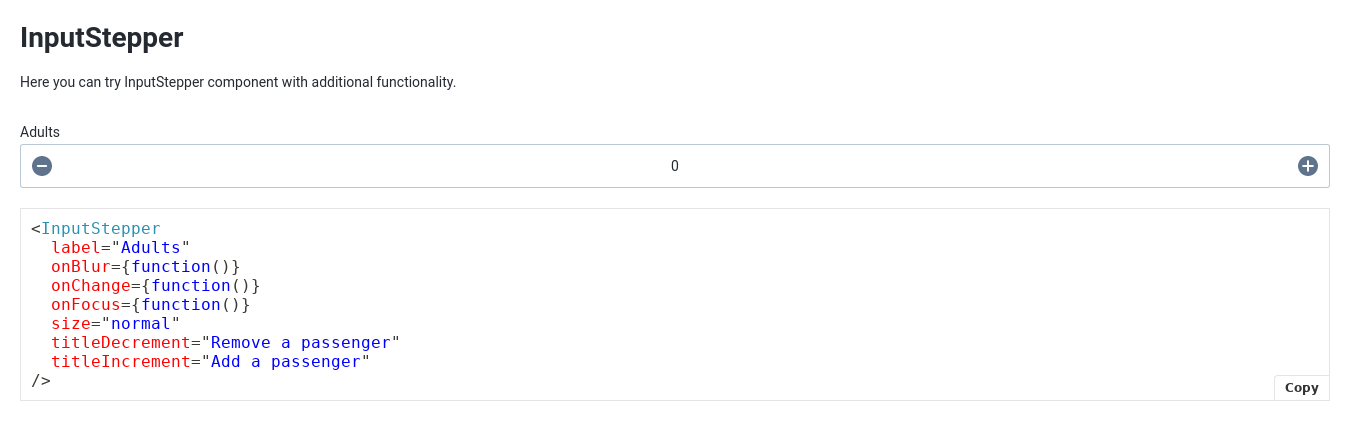 InputStepper
Here you can try InputStepper component with additional functionality.
Adults
0
<InputStepper
  label="Adults"
  onBlur={function()}
  onChange={function()}
  onFocus={function()}
  size="normal"
  titleDecrement="Remove a passenger"
  titleIncrement="Add a passenger"
/>
Copy